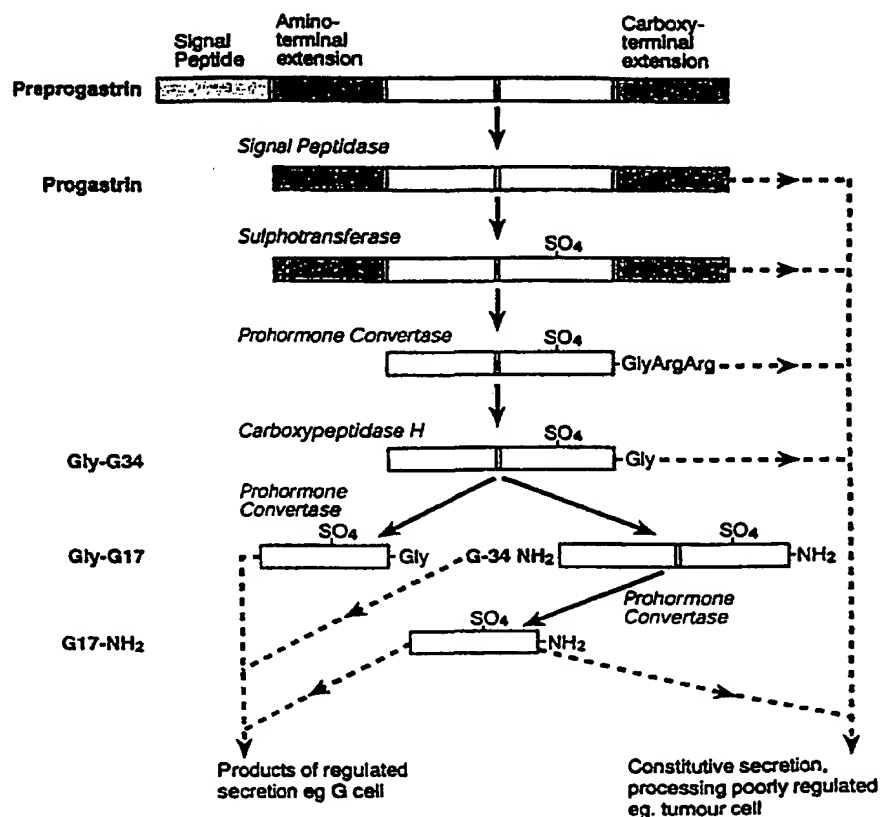 Signal
Peptide
Amino-
terminal
extension
Carboxy-
terminal
extension
Preprogastrin
Signal Peptidase
Progastrin
Sulphotransferase
SO4
Prohormone Convertase
SO4
GlyArgArg
Carboxypeptidase H
SO4
Gly-G34
Gly
Prohormone
Convertase
SO4
SO4
Gly-G17
Gly
G-34 NH2
NH2
Prohormone
Convertase
SO4
G17-NH2
NH2
Products of regulated
secretion eg G cell
Constitutive secretion,
processing poorly regulated
eg. tumour cell